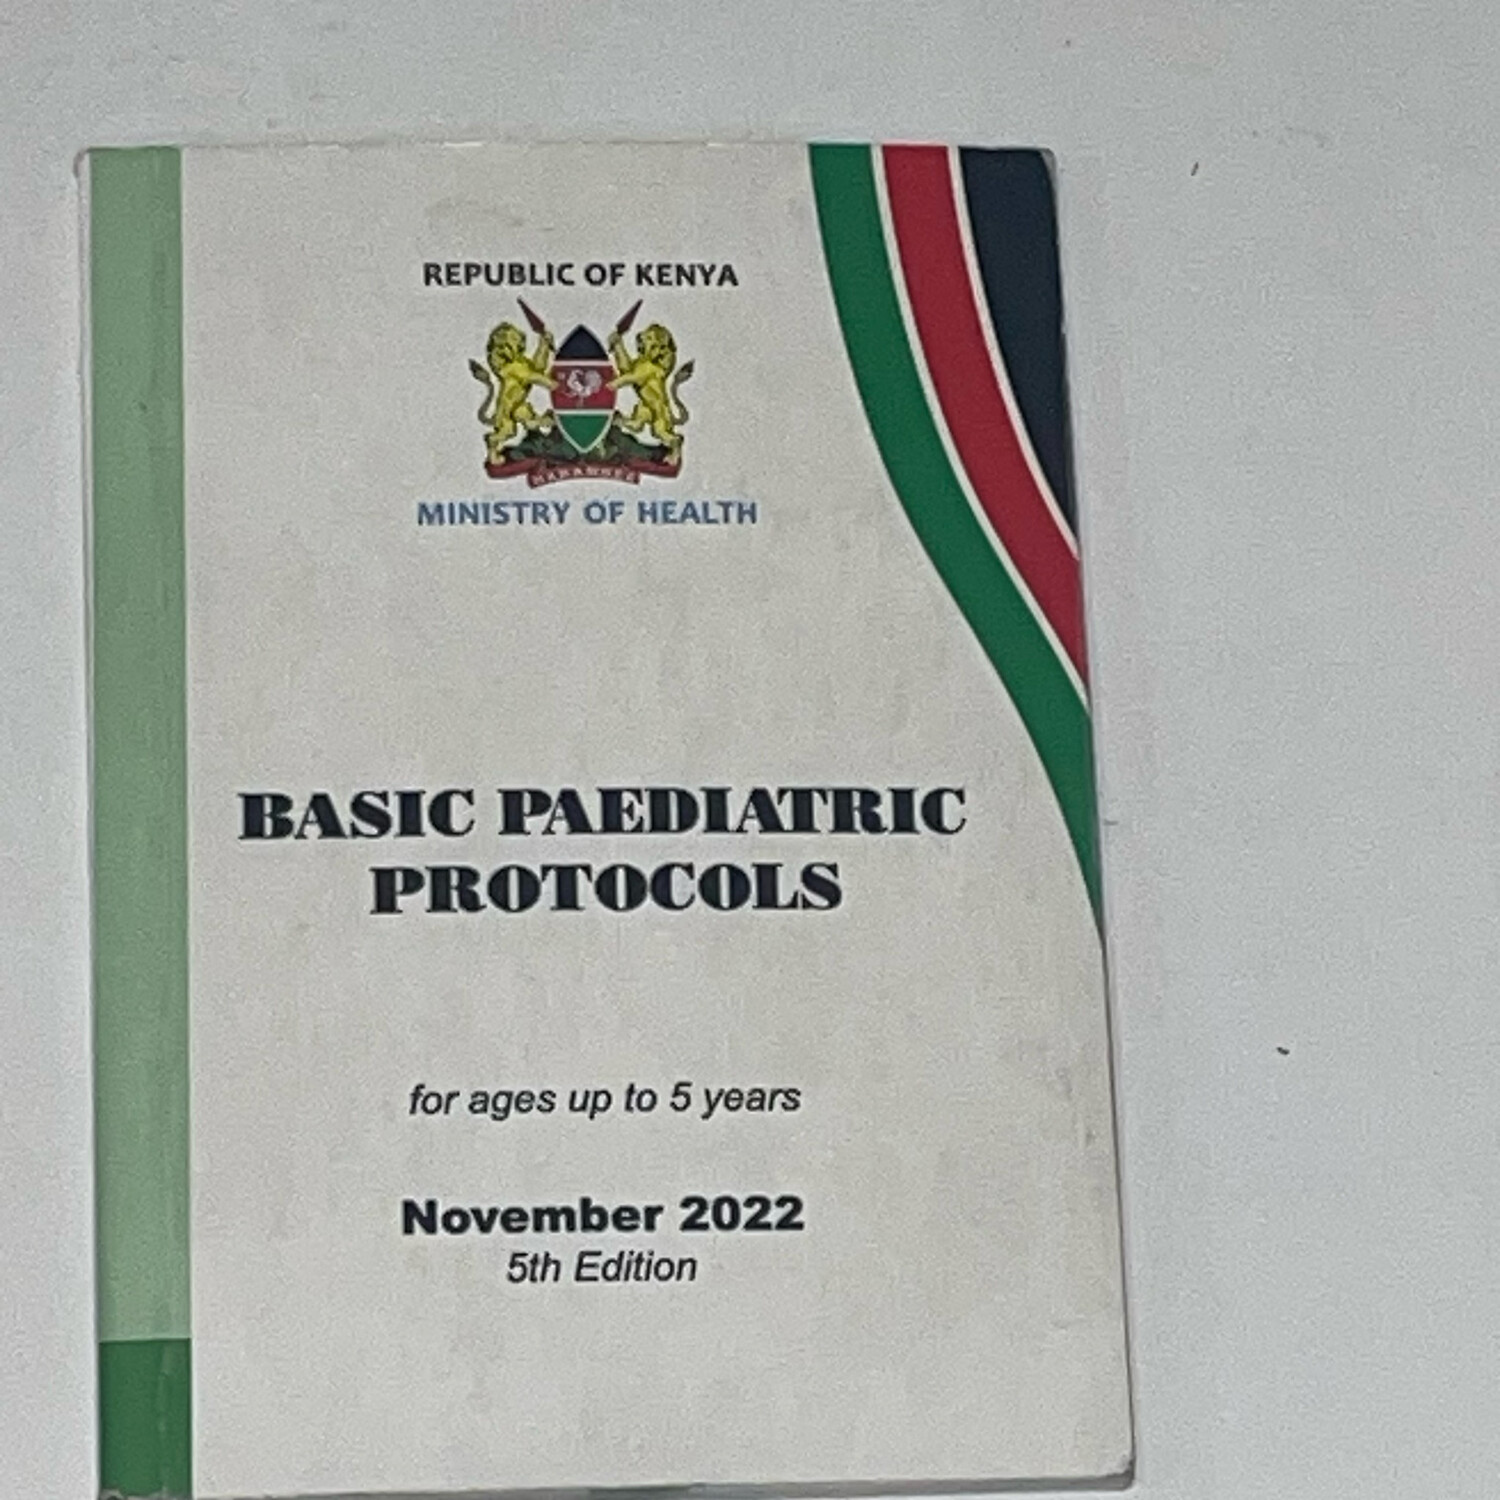 REPUBLIC OF KENYA
HARAMBEE
MINISTRY OF HEALTH
BASIC PAEDIATRIC
PROTOCOLS
for ages up to 5 years
November 2022
5th Edition